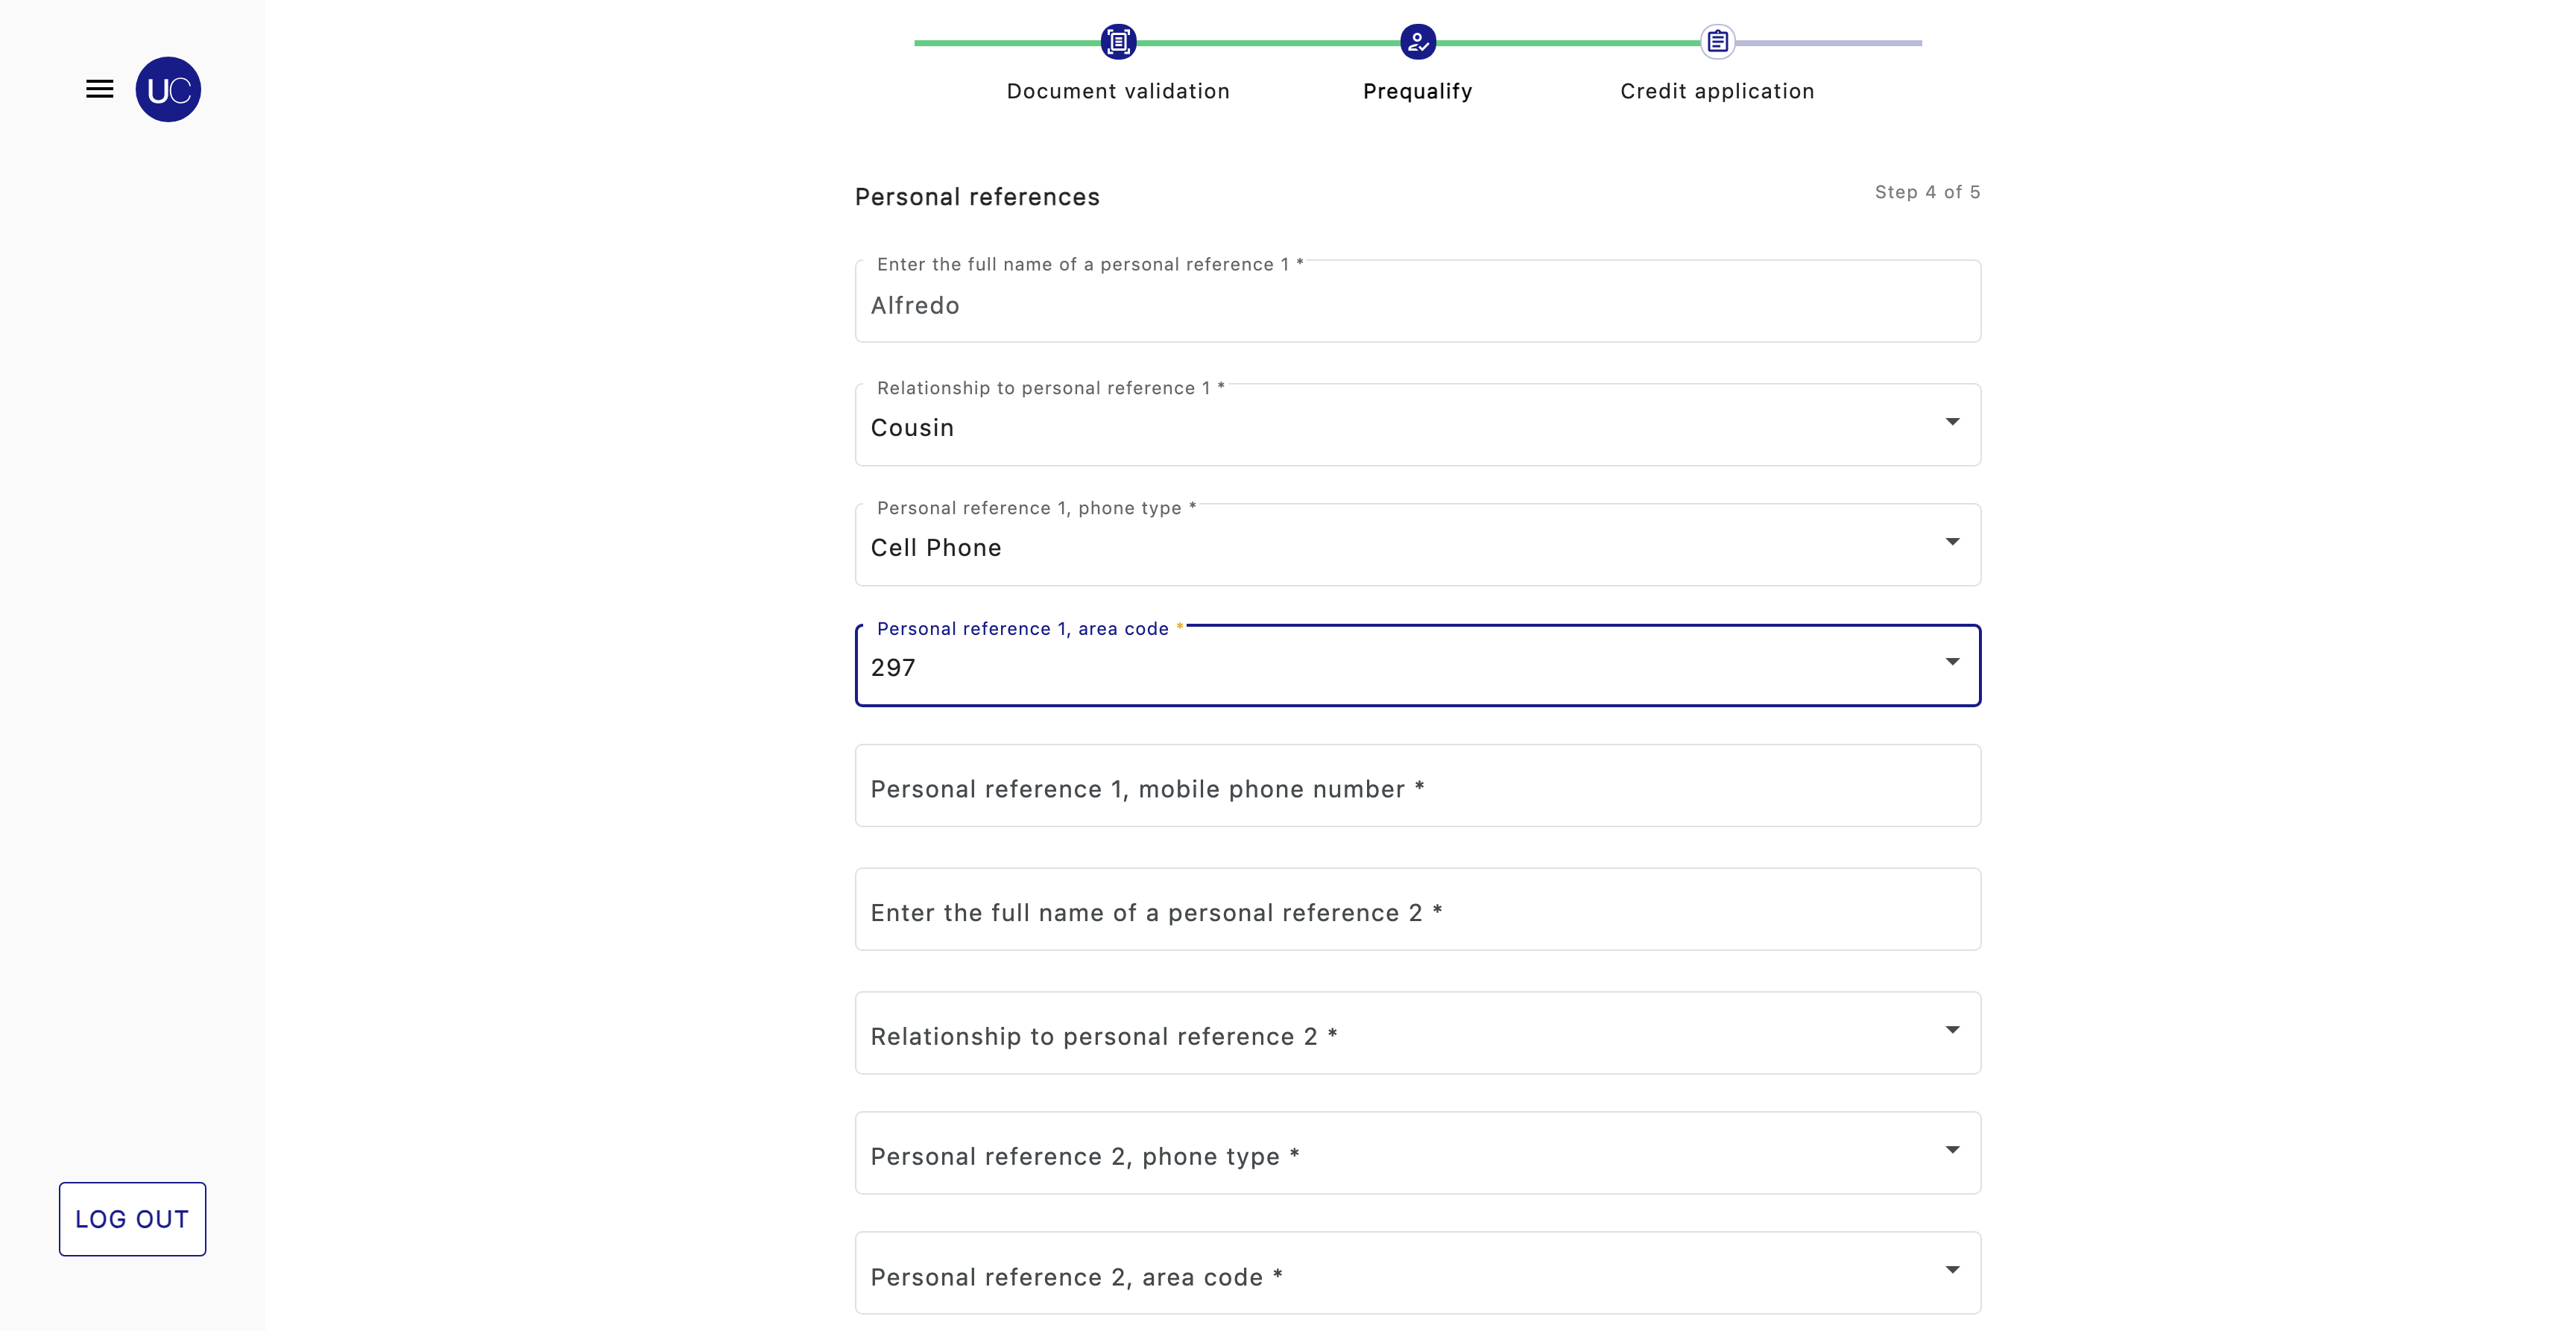 UC
Document validation
Prequalify
Credit application
Personal references
Step 4 of 5
Enter the full name of a personal reference 1 *
Alfredo
Relationship to personal reference 1 *
Cousin
Personal reference 1, phone type *
Cell Phone
Personal reference 1, area code *
297
Personal reference 1, mobile phone number *
Enter the full name of a personal reference 2 *
Relationship to personal reference 2 *
Personal reference 2, phone type *
Personal reference 2, area code *
LOG OUT